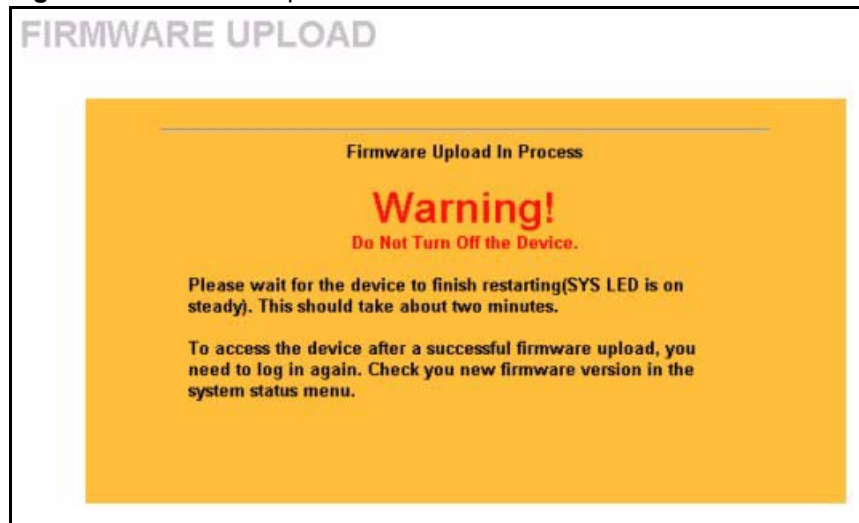 FIRMWARE UPLOAD
Firmware Upload In Process
Warning!
Do Not Turn Off the Device.
Please wait for the device to finish restarting(SYS LED is on
steady). This should take about two minutes.
To access the device after a successful firmware upload, you
need to log in again. Check you new firmware version in the
system status menu.